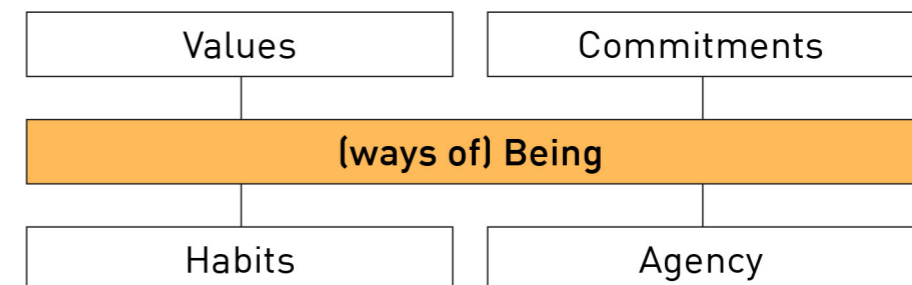 Values
Commitments
(ways of) Being
Habits
Agency